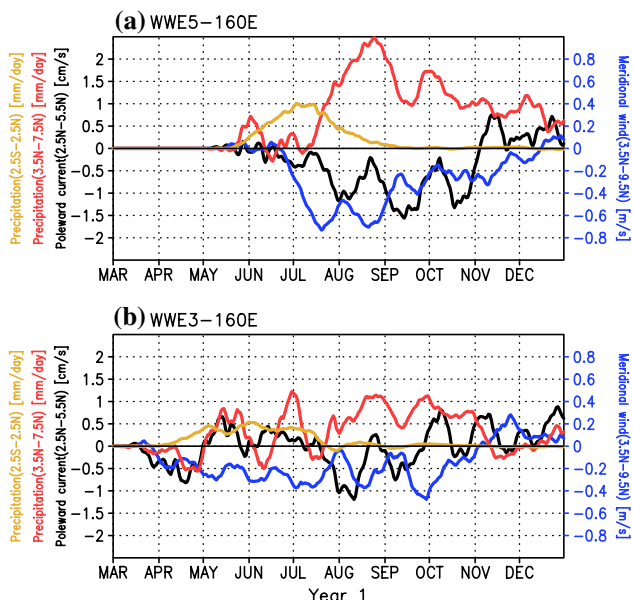 (a) WWE5-160E
Precipitation(2.5S-2.5N) [mm/day]
Precipitation(3.5N-7.5N) [mm/day]
Poleward current(2.5N-5.5N) [cm/s]
2
1.5
1
0.5
0
-0.5
-1
-1.5
-2
0.8
0.6
0.4
0.2
0
-0.2
-0.4
-0.6
-0.8
Meridional wind(3.5N-9.5N) [m/s]
MAR APR MAY JUN JUL AUG SEP OCT NOV DEC
(b) WWE3-160E
Precipitation(2.5S-2.5N) [mm/day]
Precipitation(3.5N-7.5N) [mm/day]
Poleward current(2.5N-5.5N) [cm/s]
2
1.5
1
0.5
0
-0.5
-1
-1.5
-2
0.8
0.6
0.4
0.2
0
-0.2
-0.4
-0.6
-0.8
Meridional wind(3.5N-9.5N) [m/s]
MAR APR MAY JUN JUL AUG SEP OCT NOV DEC
Year 1